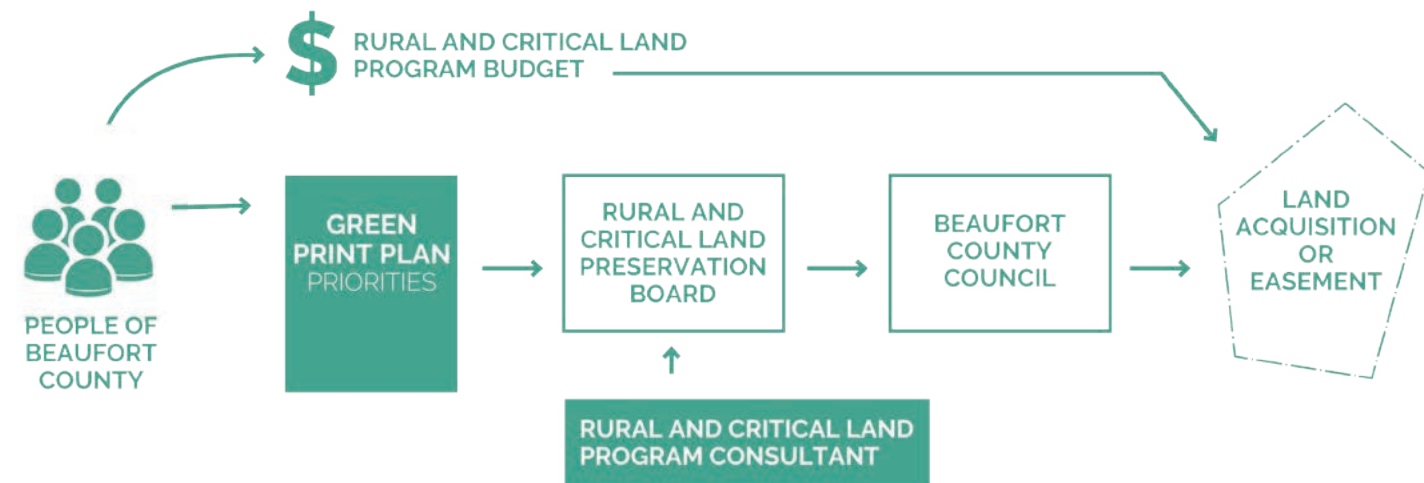 $
RURAL AND CRITICAL LAND
PROGRAM BUDGET
PEOPLE OF
BEAUFORT
COUNTY
GREEN
PRINT PLAN
PRIORITIES
RURAL AND
CRITICAL LAND
PRESERVATION
BOARD
BEAUFORT
COUNTY
COUNCIL
LAND
ACQUISITION
OR
EASEMENT
RURAL AND CRITICAL LAND
PROGRAM CONSULTANT